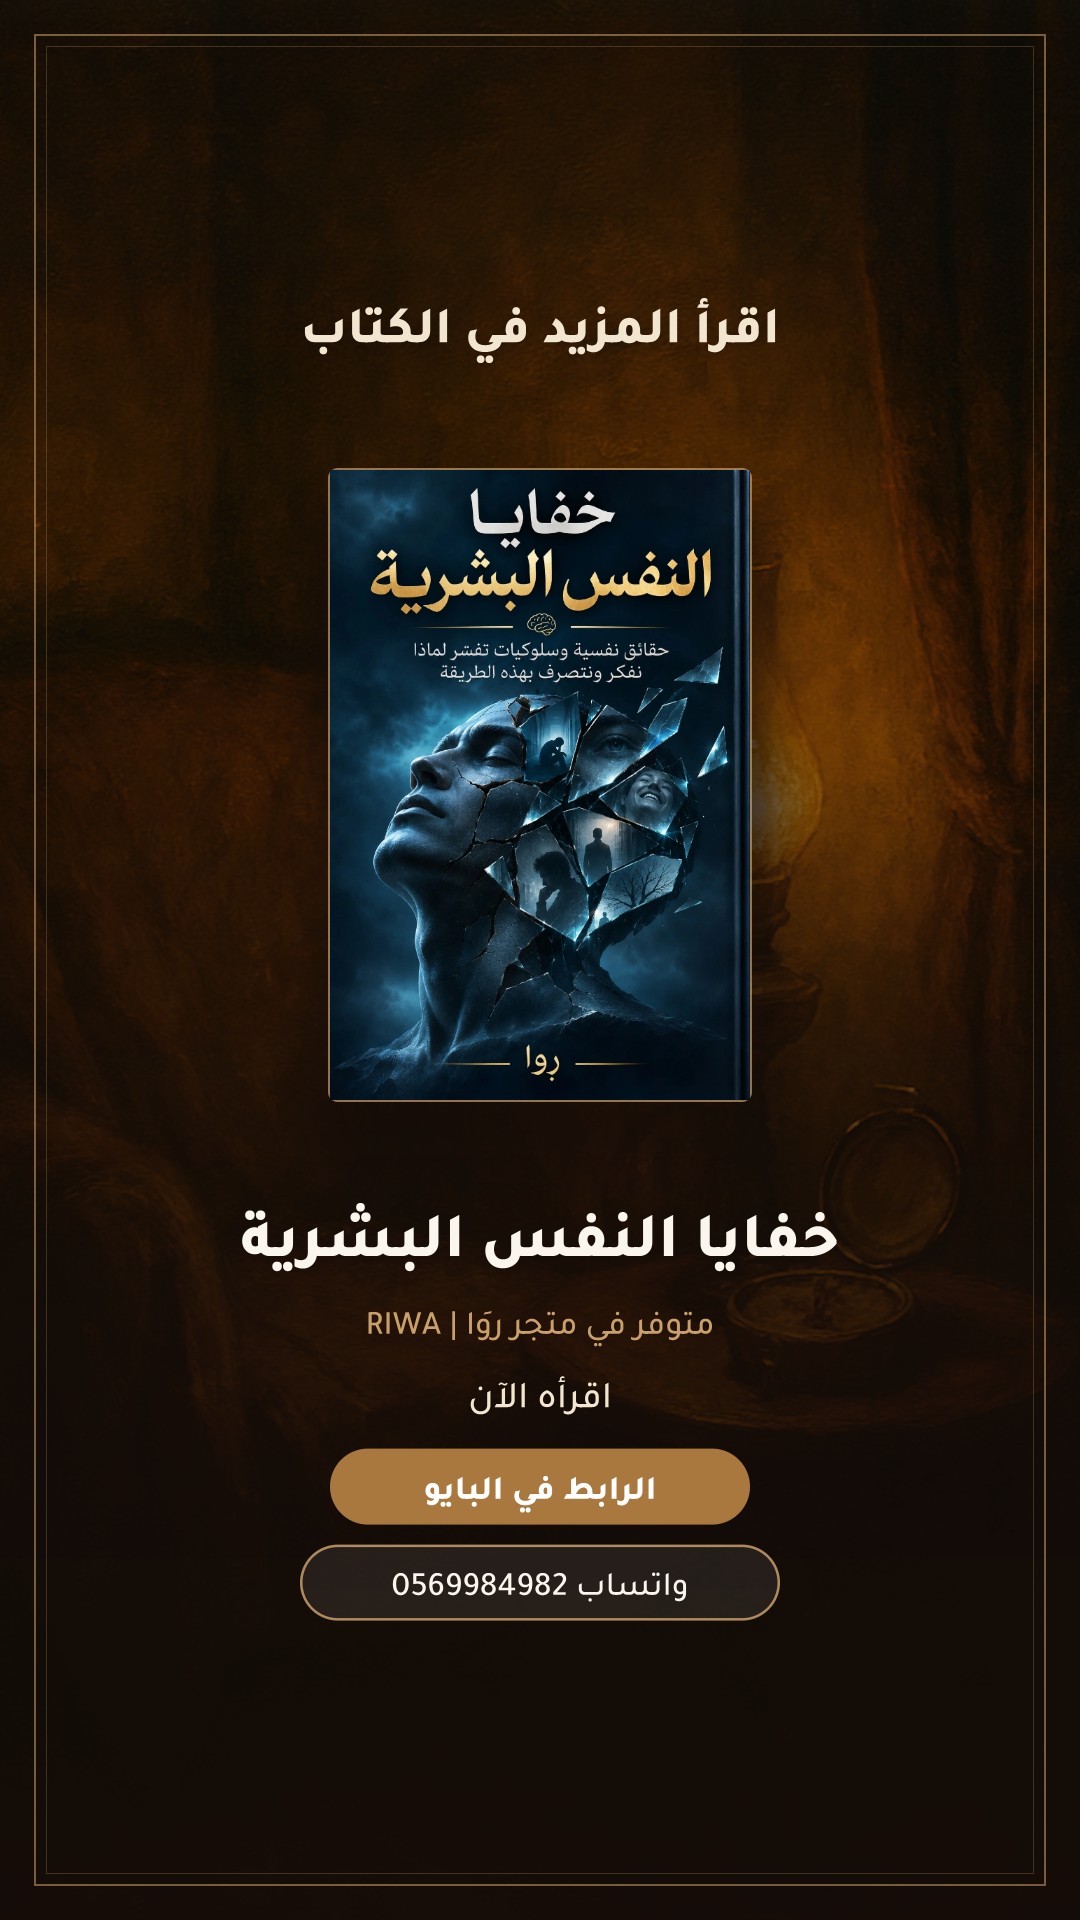 اقرأ المزيد في الكتاب
خفايا
النفس البشرية
حقائق نفسية وسلوكيات تفسّر لماذا
نفكر ونتصرف بهذه الطريقة
روا
خفايا النفس البشرية
متوفر في متجر روَا | RIWA
اقرأه الآن
الرابط في البايو
واتساب 0569984982